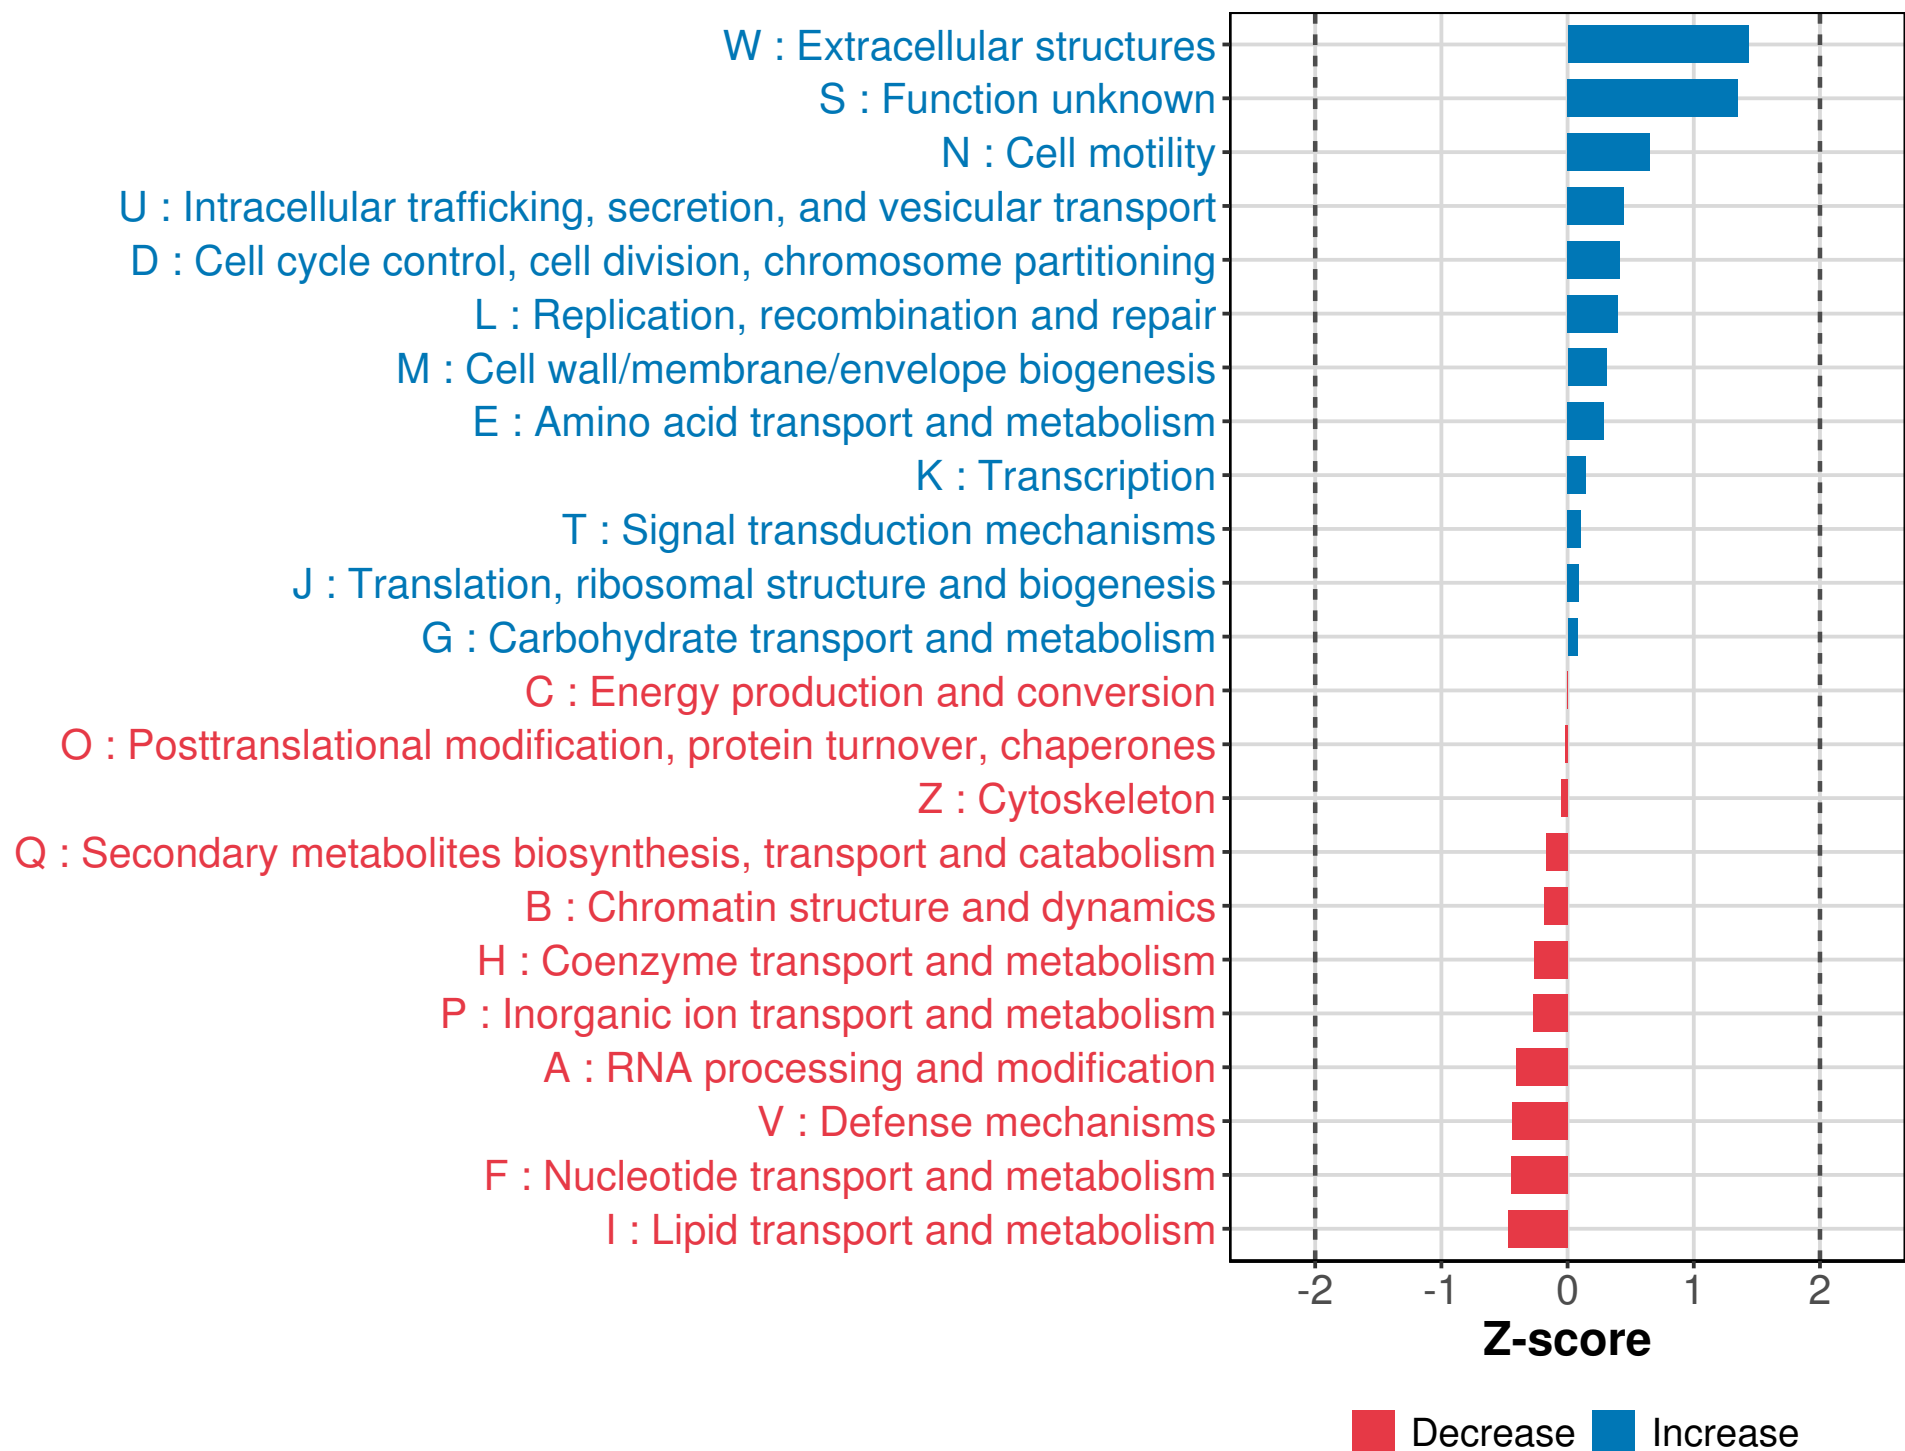 W : Extracellular structures
S : Function unknown
N : Cell motility
U : Intracellular trafficking, secretion, and vesicular transport
D : Cell cycle control, cell division, chromosome partitioning
L : Replication, recombination and repair
M : Cell wall/membrane/envelope biogenesis
E : Amino acid transport and metabolism
K : Transcription
T : Signal transduction mechanisms
J : Translation, ribosomal structure and biogenesis
G : Carbohydrate transport and metabolism
C : Energy production and conversion
O : Posttranslational modification, protein turnover, chaperones
Z : Cytoskeleton
Q : Secondary metabolites biosynthesis, transport and catabolism
B : Chromatin structure and dynamics
H : Coenzyme transport and metabolism
P : Inorganic ion transport and metabolism
A : RNA processing and modification
V : Defense mechanisms
F : Nucleotide transport and metabolism
I : Lipid transport and metabolism
-2 -1 0 1 2
Z-score
Decrease Increase